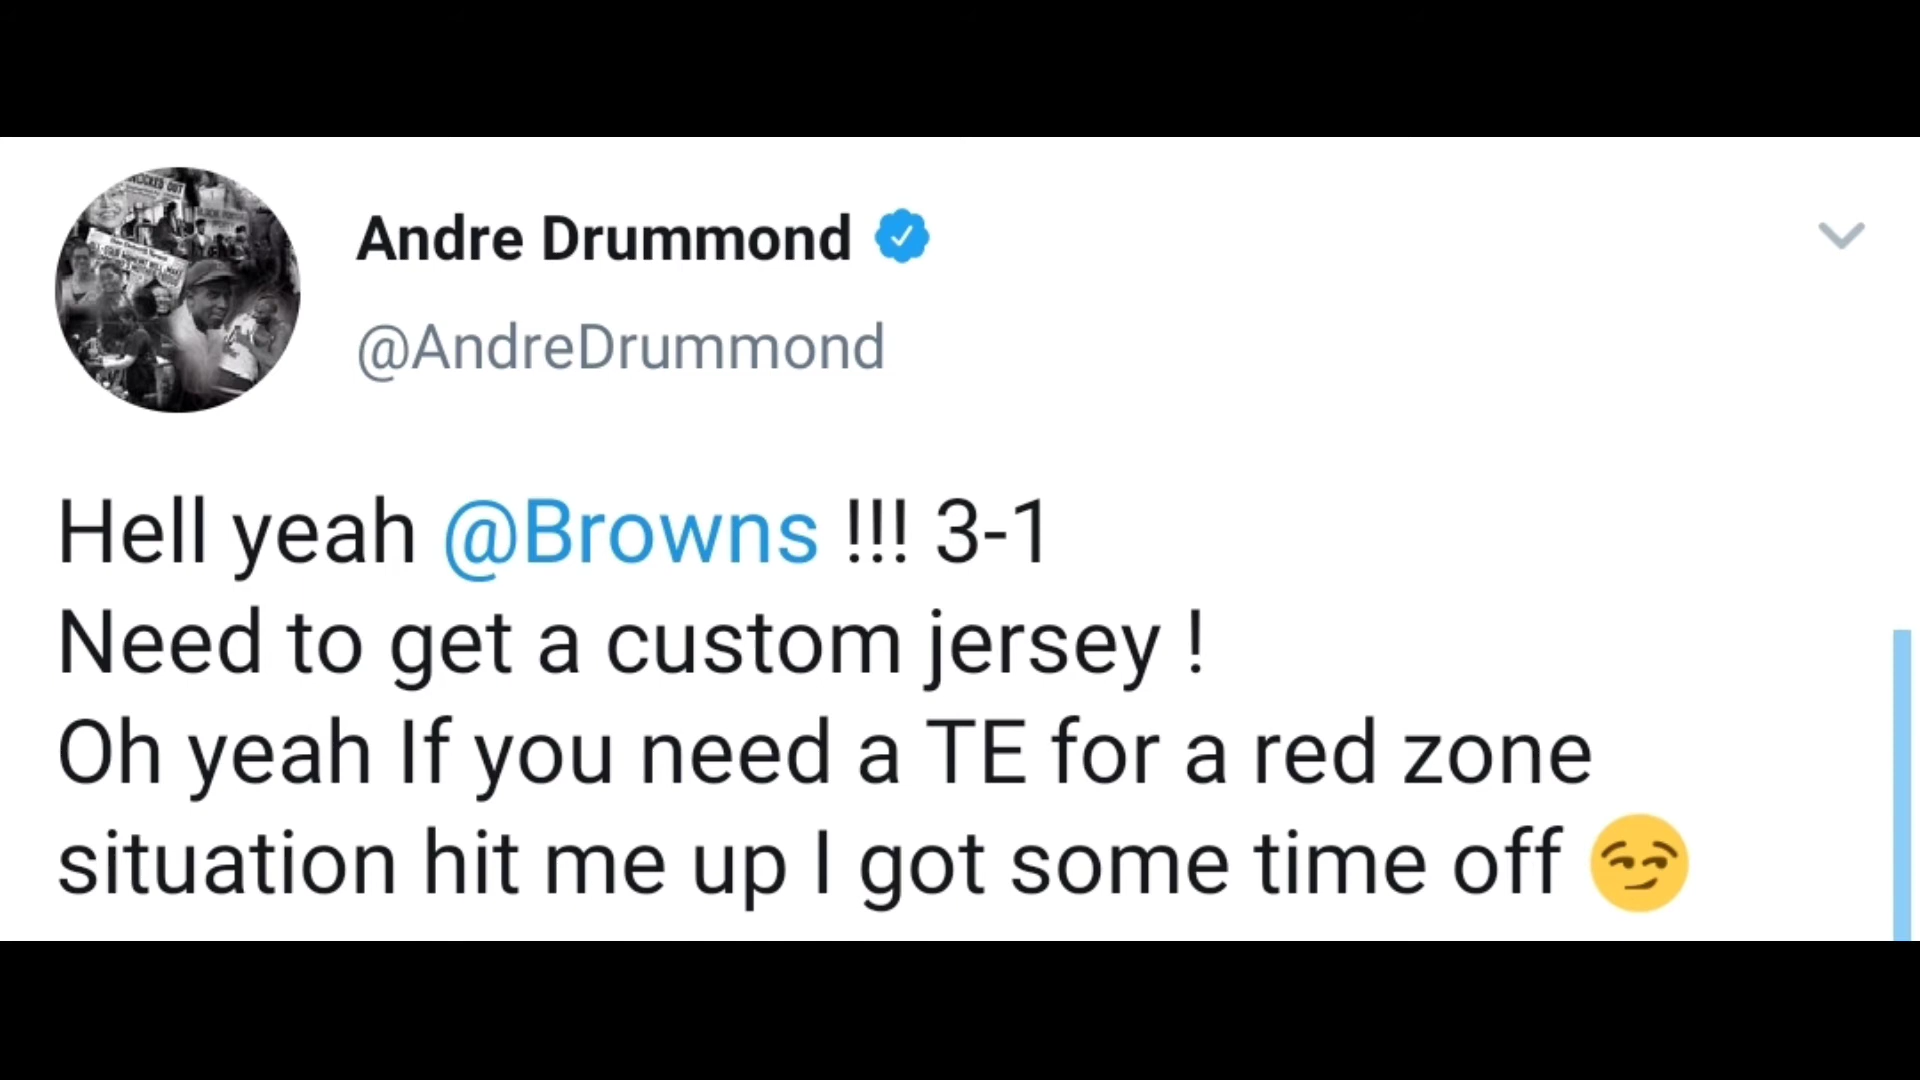 Andre Drummond
@AndreDrummond
Hell yeah @Browns !!! 3-1
Need to get a custom jersey !
Oh yeah If you need a TE for a red zone
situation hit me up I got some time off 😏